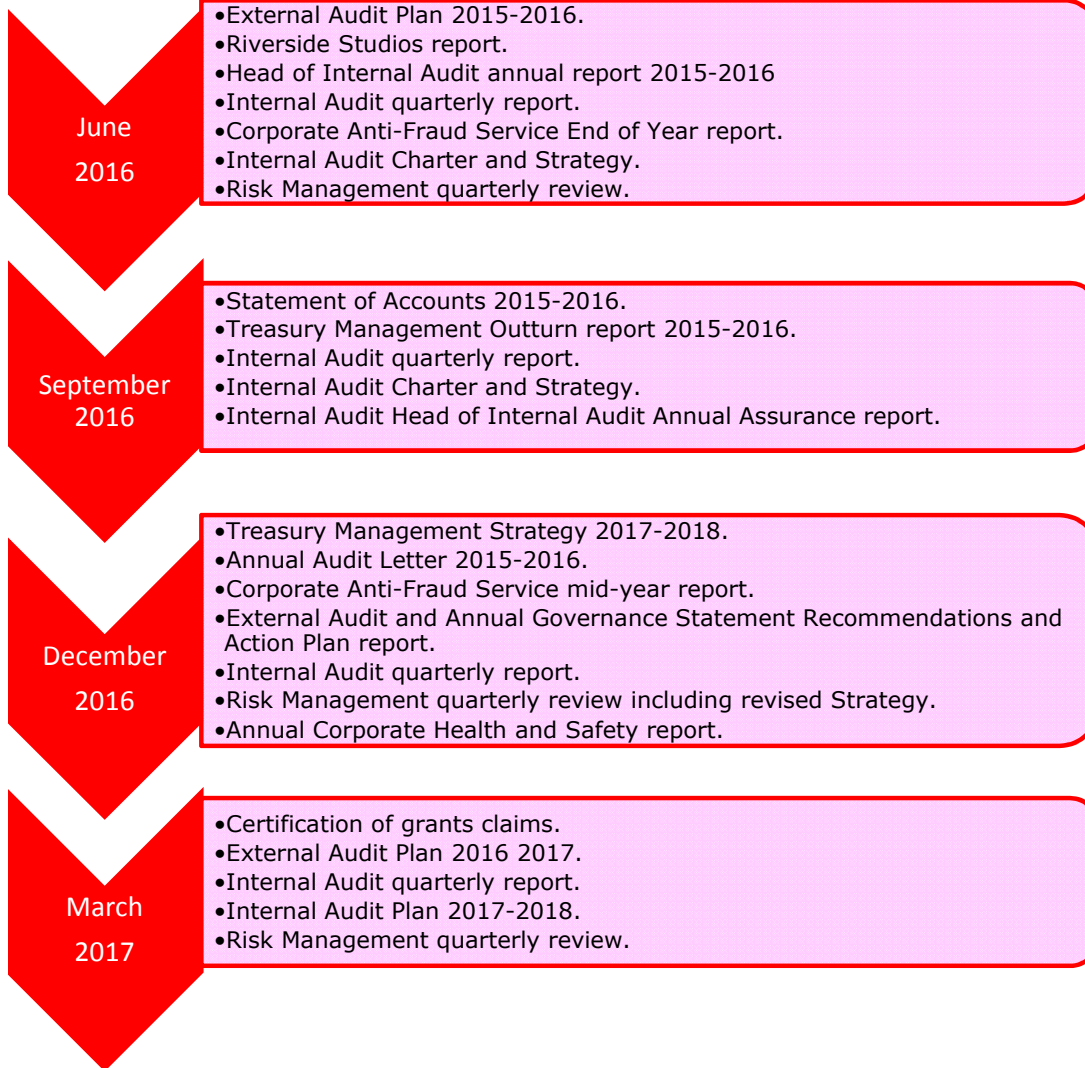 June
2016
•External Audit Plan 2015-2016.
•Riverside Studios report.
•Head of Internal Audit annual report 2015-2016
•Internal Audit quarterly report.
•Corporate Anti-Fraud Service End of Year report.
•Internal Audit Charter and Strategy.
•Risk Management quarterly review.
September
2016
•Statement of Accounts 2015-2016.
•Treasury Management Outturn report 2015-2016.
•Internal Audit quarterly report.
•Internal Audit Charter and Strategy.
•Internal Audit Head of Internal Audit Annual Assurance report.
December
2016
•Treasury Management Strategy 2017-2018.
•Annual Audit Letter 2015-2016.
•Corporate Anti-Fraud Service mid-year report.
•External Audit and Annual Governance Statement Recommendations and
Action Plan report.
•Internal Audit quarterly report.
•Risk Management quarterly review including revised Strategy.
•Annual Corporate Health and Safety report.
March
2017
•Certification of grants claims.
•External Audit Plan 2016 2017.
•Internal Audit quarterly report.
•Internal Audit Plan 2017-2018.
•Risk Management quarterly review.